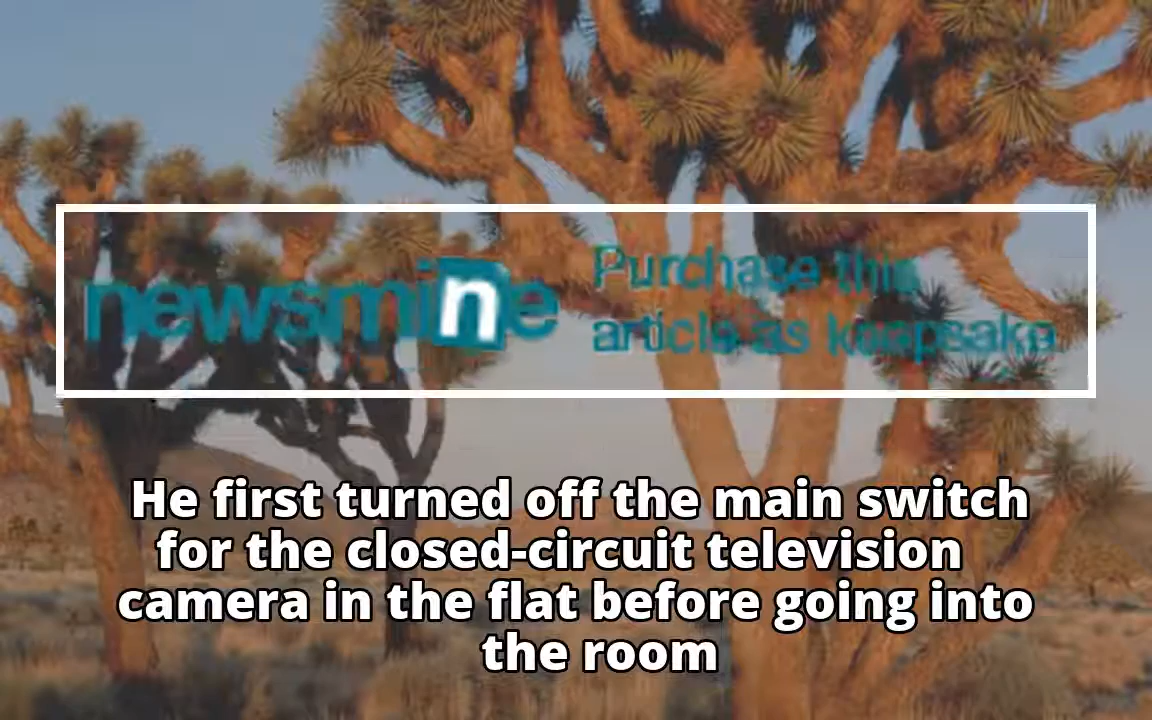 newsmine
Purchase this
article as keepsake
He first turned off the main switch
for the closed-circuit television
camera in the flat before going into
the room